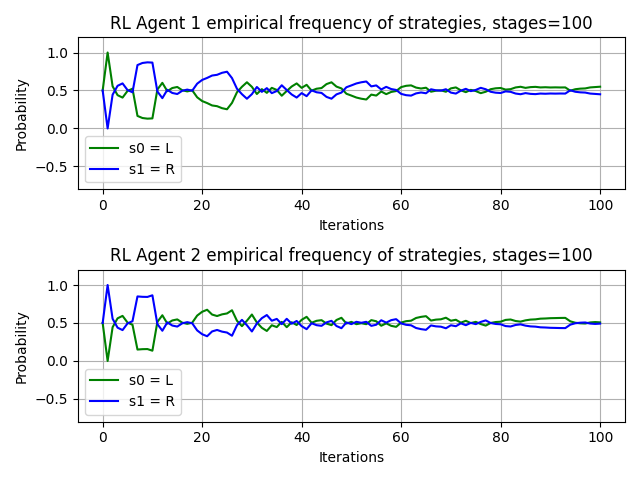 RL Agent 1 empirical frequency of strategies, stages=100
Probability
1.0
0.5
0.0
−0.5
s0 = L
s1 = R
0 20 40 60 80 100
Iterations
RL Agent 2 empirical frequency of strategies, stages=100
Probability
1.0
0.5
0.0
−0.5
s0 = L
s1 = R
0 20 40 60 80 100
Iterations